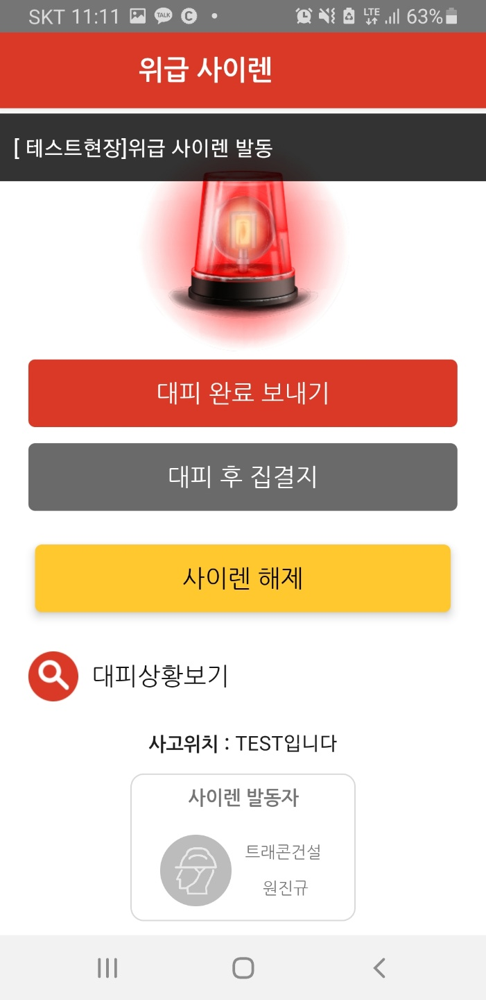 SKT 11:11 TALK C LTE 63%
위급 사이렌
[ 테스트현장]위급 사이렌 발동
대피 완료 보내기
대피 후 집결지
사이렌 해제
대피상황보기
사고위치 : TEST입니다
사이렌 발동자
트래콘건설
원진규